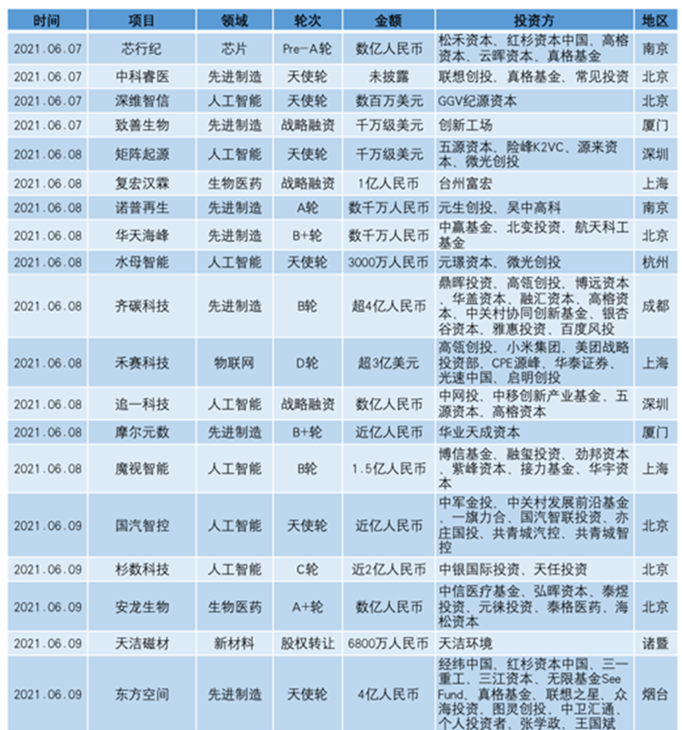 时间 项目 领域 轮次 金额 投资方 地区
2021.06.07 芯行纪 芯片 Pre-A轮 数亿人民币 松禾资本、红杉资本中国、高榕
资本、云晖资本、真格基金 南京
2021.06.07 中科睿医 先进制造 天使轮 未披露 联想创投、真格基金、常见投资 北京
2021.06.07 深维智信 人工智能 天使轮 数百万美元 GGV纪源资本 北京
2021.06.07 致善生物 先进制造 战略融资 千万级美元 创新工场 厦门
2021.06.08 矩阵起源 人工智能 天使轮 千万级美元 五源资本、险峰K2VC、源来资
本、微光创投 深圳
2021.06.08 复宏汉霖 生物医药 战略融资 1亿人民币 台州富宏 上海
2021.06.08 诺普再生 先进制造 A轮 数千万人民币 元生创投、吴中高科 南京
2021.06.08 华天海峰 先进制造 B+轮 数千万人民币 中赢基金、北变投资、航天科工
基金 北京
2021.06.08 水母智能 人工智能 天使轮 3000万人民币 元璟资本、微光创投 杭州
2021.06.08 齐碳科技 先进制造 B轮 超4亿人民币 鼎晖投资、高瓴创投、博远资本
、华盖资本、融汇资本、高榕资
本、中关村协同创新基金、银杏
谷资本、雅惠投资、百度风投 成都
2021.06.08 禾赛科技 物联网 D轮 超3亿美元 高瓴创投、小米集团、美团战略
投资部、CPE源峰、华泰证券、
光速中国、启明创投 上海
2021.06.08 追一科技 人工智能 战略融资 数亿人民币 中网投、中移创新产业基金、五
源资本、高榕资本 深圳
2021.06.08 摩尔元数 先进制造 B+轮 近亿人民币 华业天成资本 厦门
2021.06.08 魔视智能 人工智能 B轮 1.5亿人民币 博信基金、融玺投资、劲邦资本
、紫峰资本、接力基金、华宇资
本 上海
2021.06.09 国汽智控 人工智能 天使轮 近亿人民币 中军金投、中关村发展前沿基金
、一旗力合、国汽智联投资、亦
庄国投、共青城汽控、共青城智
控 北京
2021.06.09 杉数科技 人工智能 C轮 近2亿人民币 中银国际投资、天任投资 北京
2021.06.09 安龙生物 生物医药 A+轮 数亿人民币 中信医疗基金、弘晖资本、泰煜
投资、元徕投资、泰格医药、海
松资本 北京
2021.06.09 天洁磁材 新材料 股权转让 6800万人民币 天洁环境 诸暨
2021.06.09 东方空间 先进制造 天使轮 4亿人民币 经纬中国、红杉资本中国、三一
重工、三江资本、无限基金See
Fund、真格基金、联想之星、众
海投资、图灵创投、中卫汇通、
个人投资者、张学政、王国斌 烟台